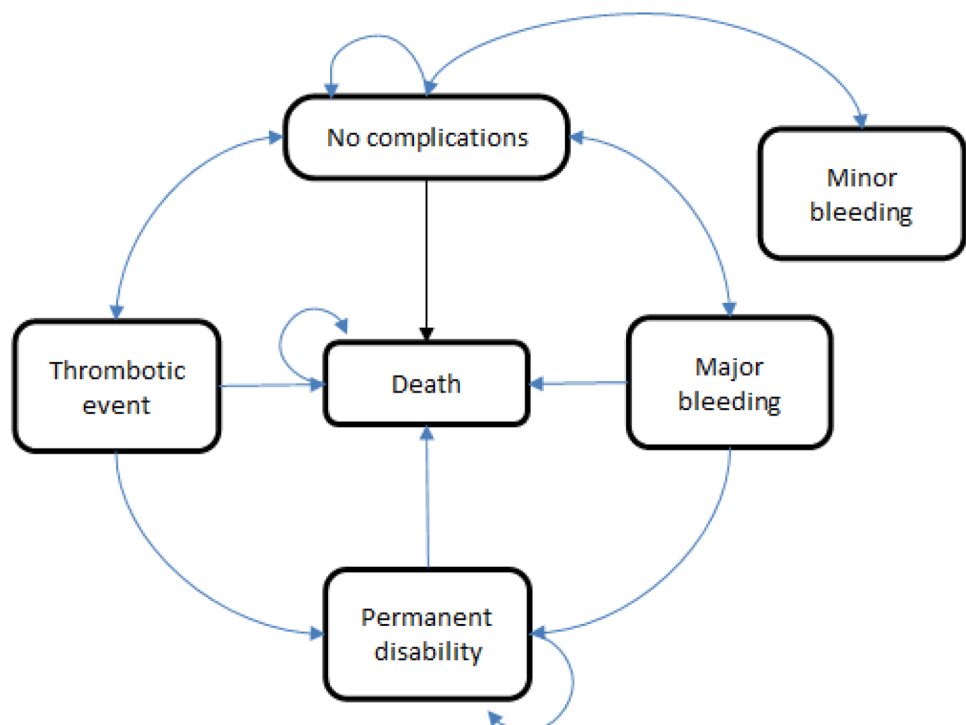 No complications
Minor
bleeding
Thrombotic
event
Death
Major
bleeding
Permanent
disability